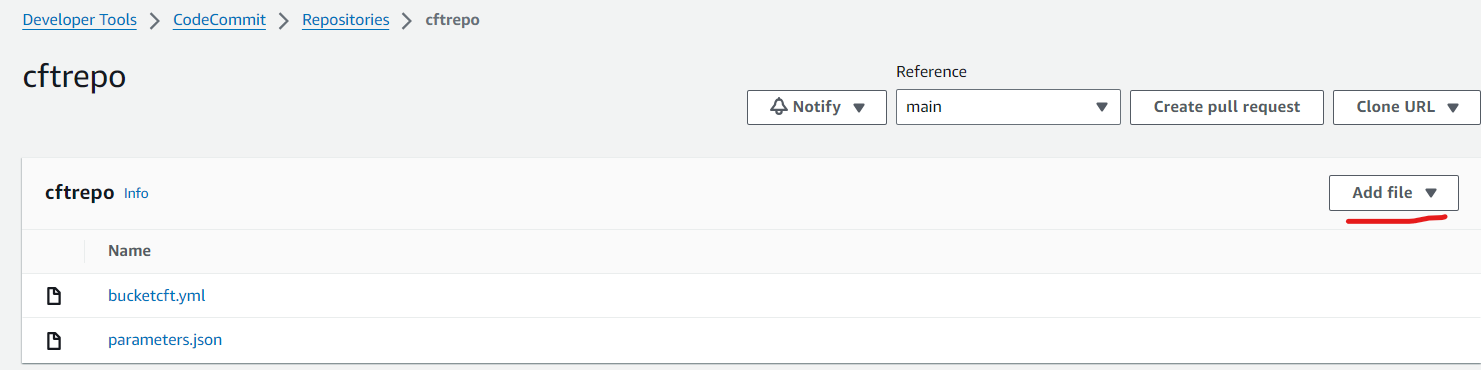 Developer Tools > CodeCommit > Repositories > cftrepo
cftrepo
Reference
Notify
main
Create pull request
Clone URL
cftrepo Info
Add file
Name
bucketcft.yml
parameters.json